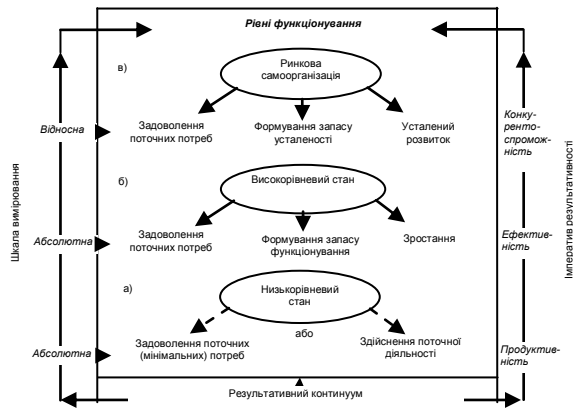 Рівні функціонування
в)
Ринкова
самоорганізація
Відносна
Задоволення
поточних потреб
Формування запасу
усталеності
Усталений
розвиток
Конку-
ренто-
спромож-
ність
б)
Високорівневий стан
Абсолютна
Задоволення
поточних потреб
Формування запасу
функціонування
Зростання
Ефектив-
ність
а)
Низькорівневий
стан
або
Абсолютна
Задоволення поточних
(мінімальних) потреб
Здійснення поточної
діяльності
Продуктив-
ність
Результативний континуум
Шкала вимірювання
Імператив результативності